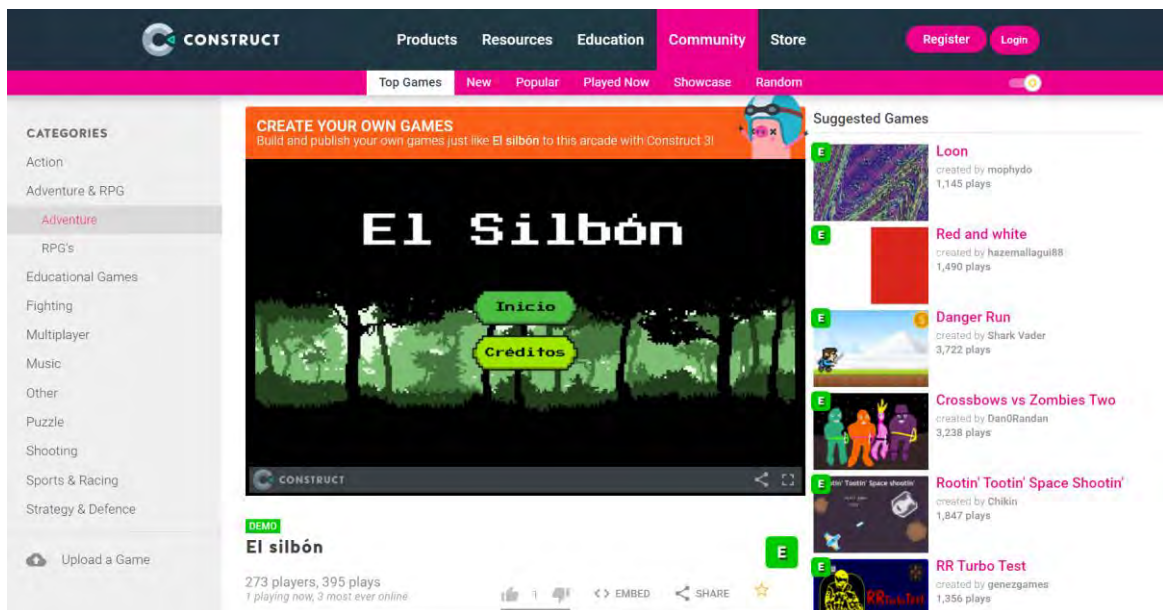 CONSTRUCT
Products Resources Education Community Store
Register Login
Top Games New Popular Played Now Showcase Random
CATEGORIES
Action
Adventure & RPG
Adventure
RPG's
Educational Games
Fighting
Multiplayer
Music
Other
Puzzle
Shooting
Sports & Racing
Strategy & Defence
Upload a Game
CREATE YOUR OWN GAMES
Build and publish your own games just like El silbón to this arcade with Construct 3!
El Silbón
Inicio
Créditos
CONSTRUCT
DEMO
El silbón
E
273 players, 395 plays
1 playing now, 3 most ever online
1
<> EMBED
SHARE
Suggested Games
E
Loon
created by mophydo
1,145 plays
E
Red and white
created by hazemallagui88
1,490 plays
E
Danger Run
created by Shark Vader
3,722 plays
E
Crossbows vs Zombies Two
created by Dan0Randan
3,238 plays
E
Tootin' Space shootin'
Rootin' Tootin' Space Shootin'
created by Chikin
1,847 plays
E
RR Turbo Test
created by genezgames
1,356 plays